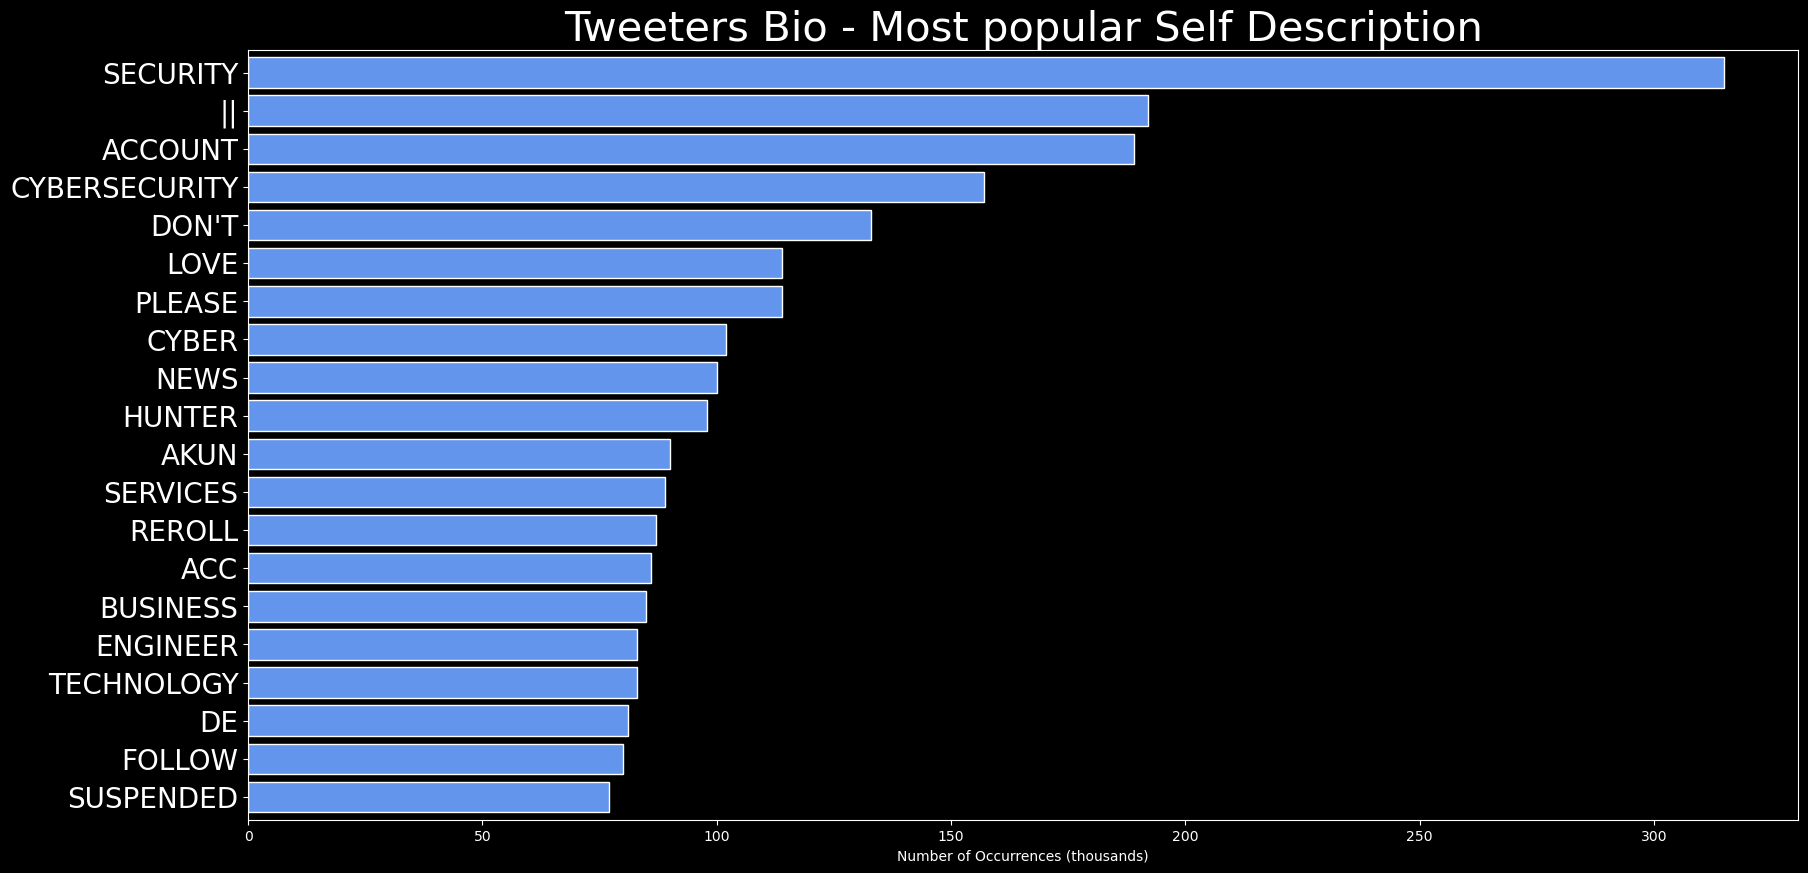 Tweeters Bio - Most popular Self Description
SECURITY
||
ACCOUNT
CYBERSECURITY
DON'T
LOVE
PLEASE
CYBER
NEWS
HUNTER
AKUN
SERVICES
REROLL
ACC
BUSINESS
ENGINEER
TECHNOLOGY
DE
FOLLOW
SUSPENDED
0 50 100 150 200 250 300
Number of Occurrences (thousands)